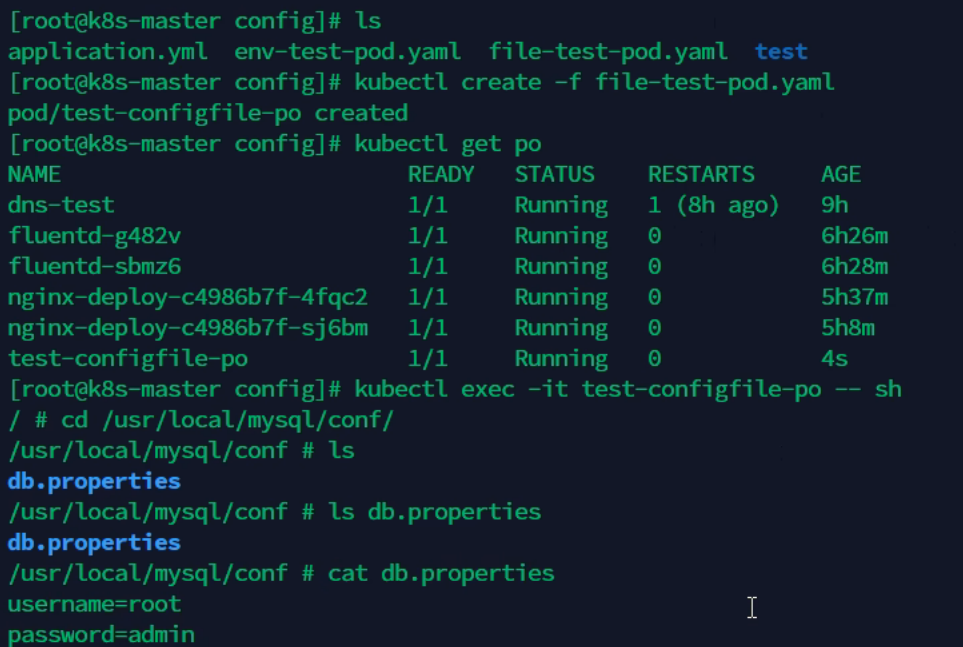 [root@k8s-master config]# ls
application.yml  env-test-pod.yaml  file-test-pod.yaml  test
[root@k8s-master config]# kubectl create -f file-test-pod.yaml
pod/test-configfile-po created
[root@k8s-master config]# kubectl get po
NAME                          READY   STATUS    RESTARTS     AGE
dns-test                      1/1     Running   1 (8h ago)   9h
fluentd-g482v                 1/1     Running   0            6h26m
fluentd-sbmz6                 1/1     Running   0            6h28m
nginx-deploy-c4986b7f-4fqc2   1/1     Running   0            5h37m
nginx-deploy-c4986b7f-sj6bm   1/1     Running   0            5h8m
test-configfile-po            1/1     Running   0            4s
[root@k8s-master config]# kubectl exec -it test-configfile-po -- sh
/ # cd /usr/local/mysql/conf/
/usr/local/mysql/conf # ls
db.properties
/usr/local/mysql/conf # ls db.properties
db.properties
/usr/local/mysql/conf # cat db.properties
username=root
password=admin